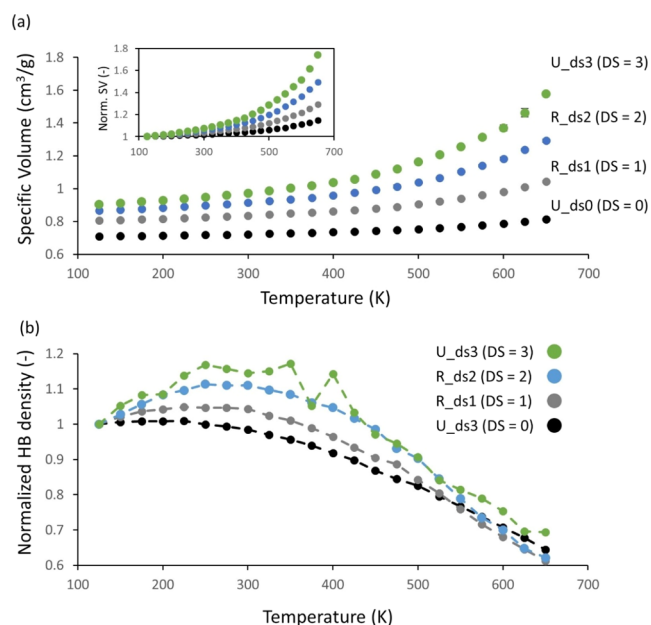 (a)
Specific Volume (cm³/g)
1.8
1.6
1.4
1.2
1
0.8
0.6
100
200
300
400
500
600
700
Temperature (K)
Norm. SV (-)
1.8
1.6
1.4
1.2
1
100
300
500
700
U_ds3 (DS = 3)
R_ds2 (DS = 2)
R_ds1 (DS = 1)
U_ds0 (DS = 0)
(b)
Normalized HB density (-)
1.2
1.1
1
0.9
0.8
0.7
0.6
100
200
300
400
500
600
700
Temperature (K)
U_ds3 (DS = 3)
R_ds2 (DS = 2)
R_ds1 (DS = 1)
U_ds3 (DS = 0)